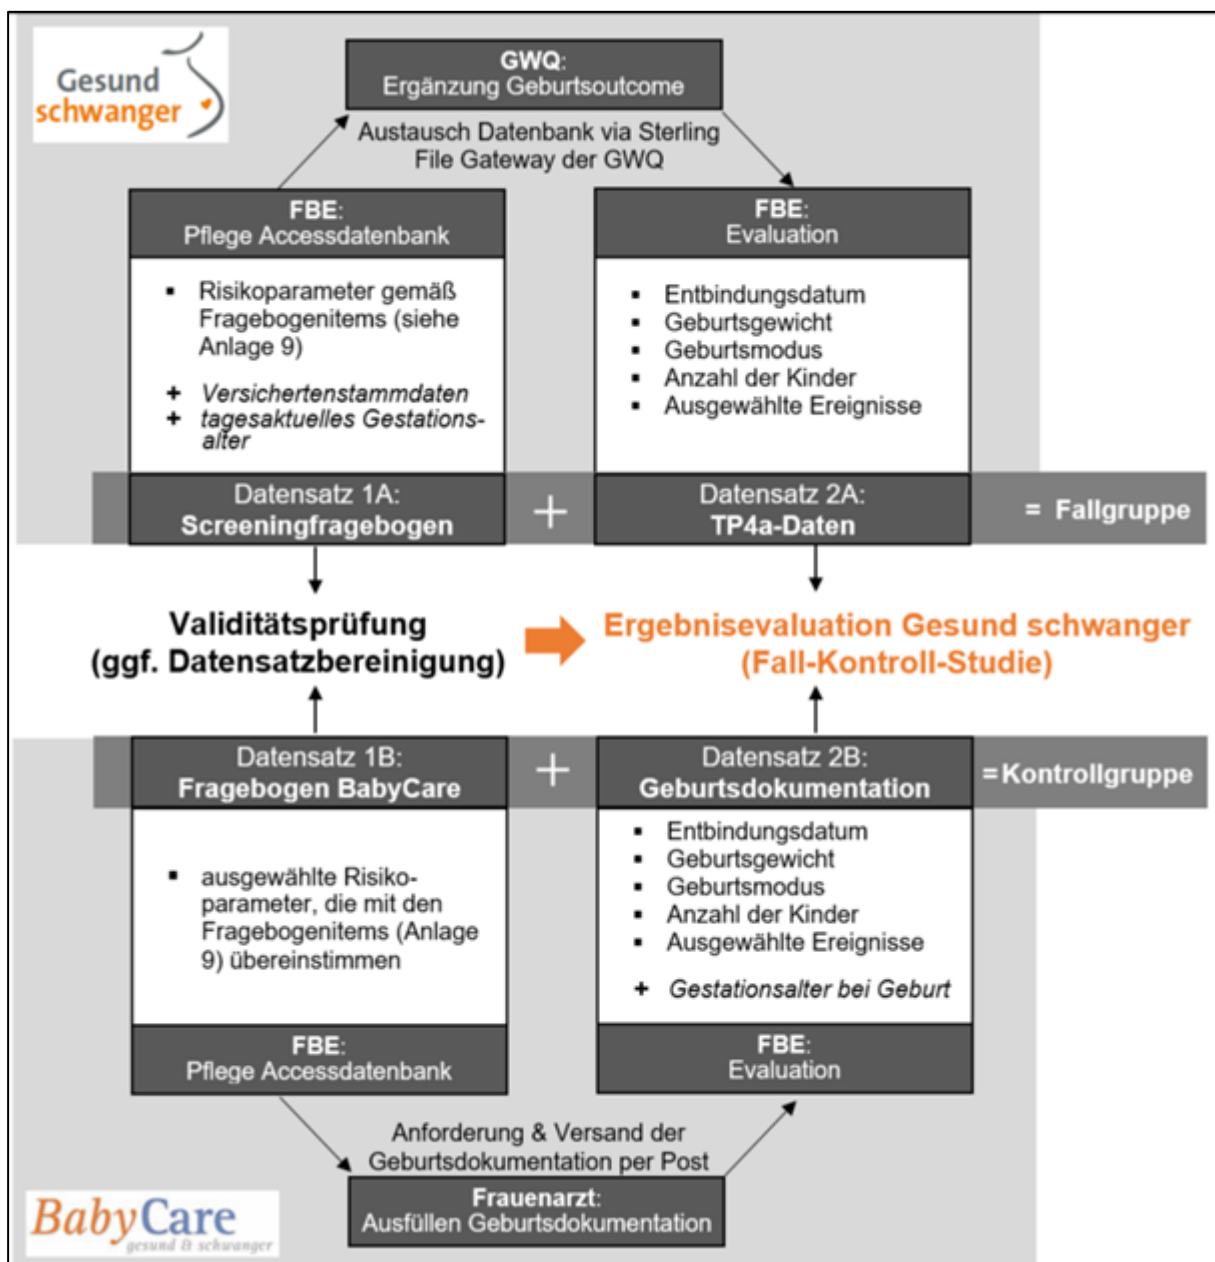 Gesund
schwanger
GWQ:
Ergänzung Geburtsoutcome
Austausch Datenbank via Sterling
File Gateway der GWQ
FBE:
Pflege Accessdatenbank
▪ Risikoparameter gemäß
Fragebogenitems (siehe
Anlage 9)
+ Versichertenstammdaten
+ tagesaktuelles Gestations-
alter
Datensatz 1A:
Screeningfragebogen
+
FBE:
Evaluation
▪ Entbindungsdatum
▪ Geburtsgewicht
▪ Geburtsmodus
▪ Anzahl der Kinder
▪ Ausgewählte Ereignisse
Datensatz 2A:
TP4a-Daten
= Fallgruppe
Validitätsprüfung
(ggf. Datensatzbereinigung)
Ergebnisevaluation Gesund schwanger
(Fall-Kontroll-Studie)
Datensatz 1B:
Fragebogen BabyCare
▪ ausgewählte Risiko-
parameter, die mit den
Fragebogenitems (Anlage
9) übereinstimmen
FBE:
Pflege Accessdatenbank
+
Datensatz 2B:
Geburtsdokumentation
=Kontrollgruppe
▪ Entbindungsdatum
▪ Geburtsgewicht
▪ Geburtsmodus
▪ Anzahl der Kinder
▪ Ausgewählte Ereignisse
+ Gestationsalter bei Geburt
FBE:
Evaluation
Anforderung & Versand der
Geburtsdokumentation per Post
Frauenarzt:
Ausfüllen Geburtsdokumentation
BabyCare
gesund & schwanger